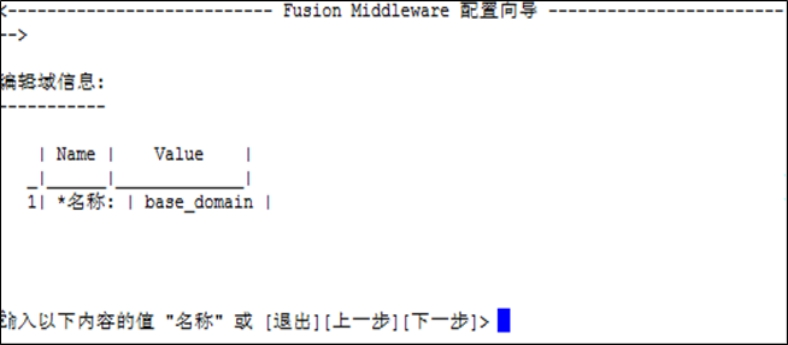 <--------------------------- Fusion Middleware 配置向导 ------------------------
-->
编辑域信息:
-----------
| Name |    Value    |
_|______|_____________|
1| *名称: | base_domain |
输入以下内容的值 "名称" 或 [退出][上一步][下一步]>